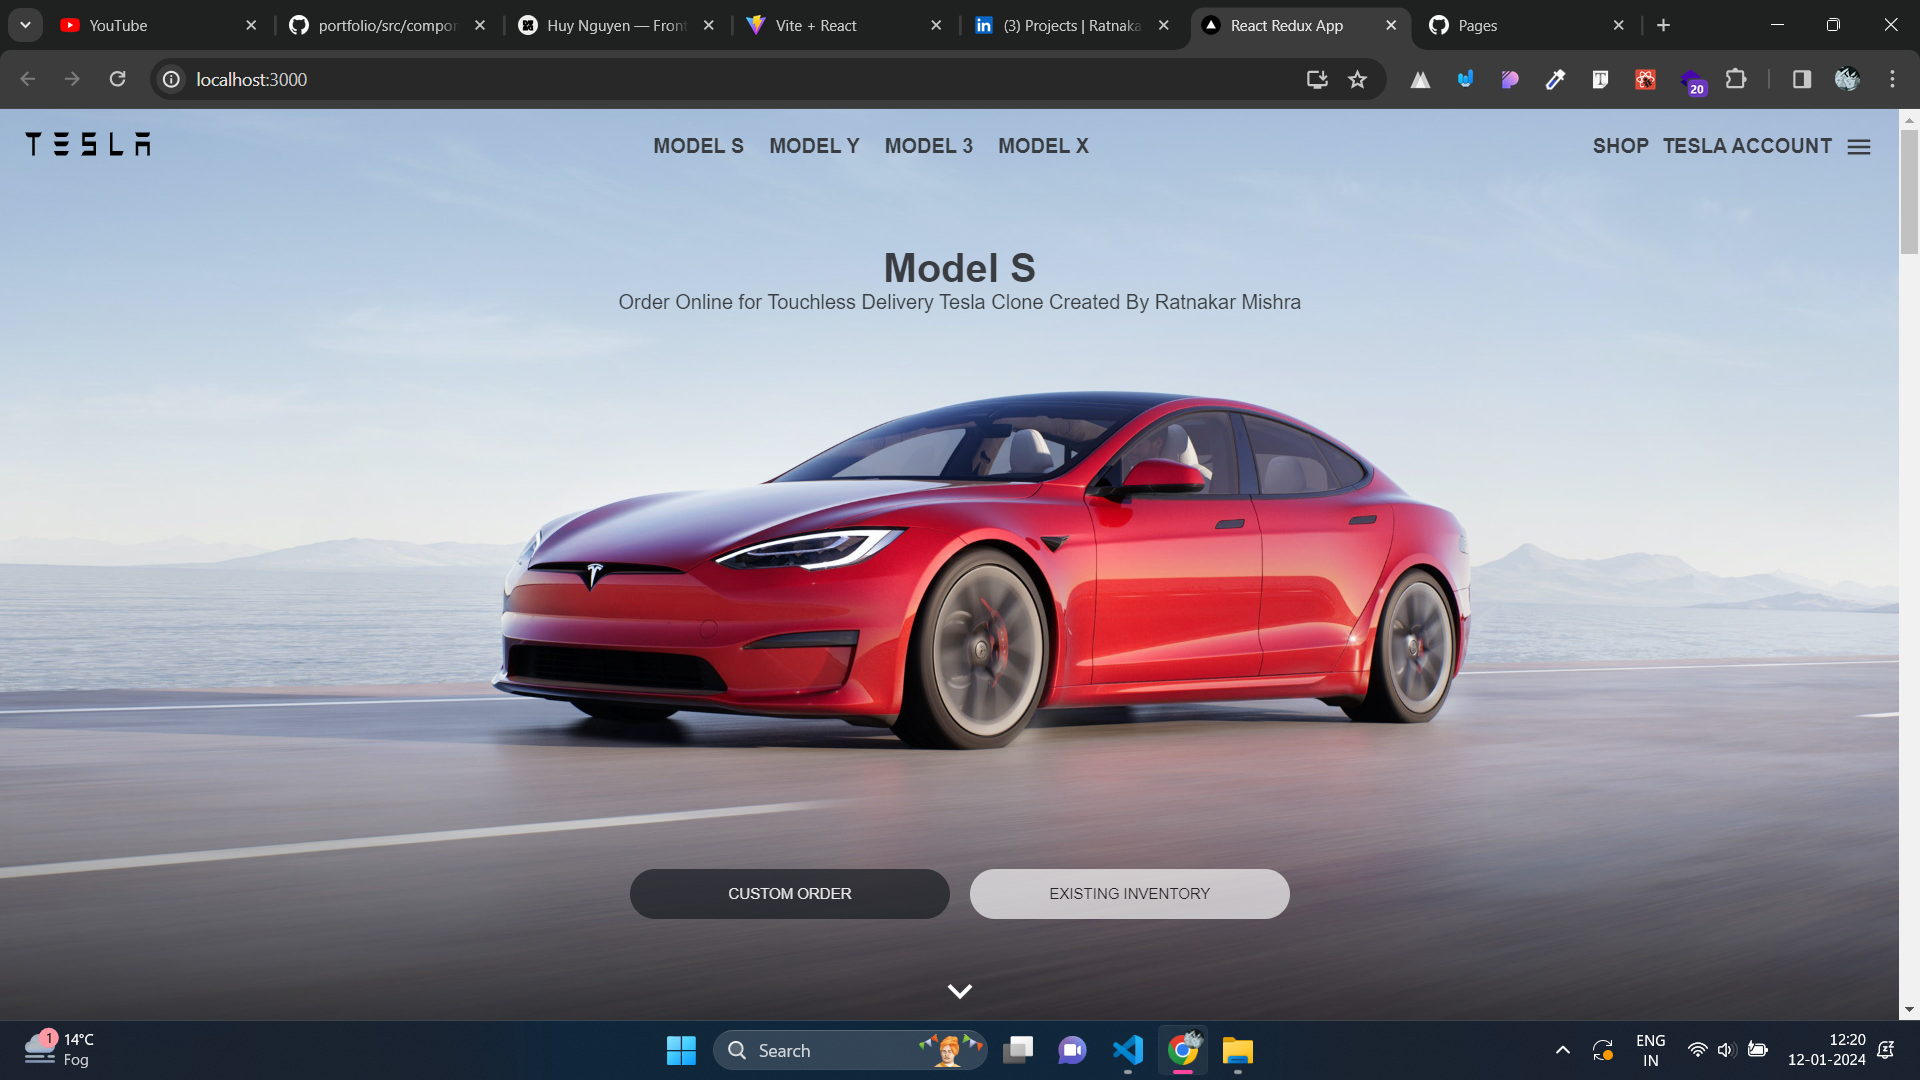 YouTube
portfolio/src/compon
Huy Nguyen — Front
Vite + React
(3) Projects | Ratnaka
React Redux App
Pages
localhost:3000
20
TESLA
MODEL S MODEL Y MODEL 3 MODEL X
SHOP TESLA ACCOUNT
Model S
Order Online for Touchless Delivery Tesla Clone Created By Ratnakar Mishra
CUSTOM ORDER
EXISTING INVENTORY
1
14°C
Fog
Search
ENG
IN
12:20
12-01-2024